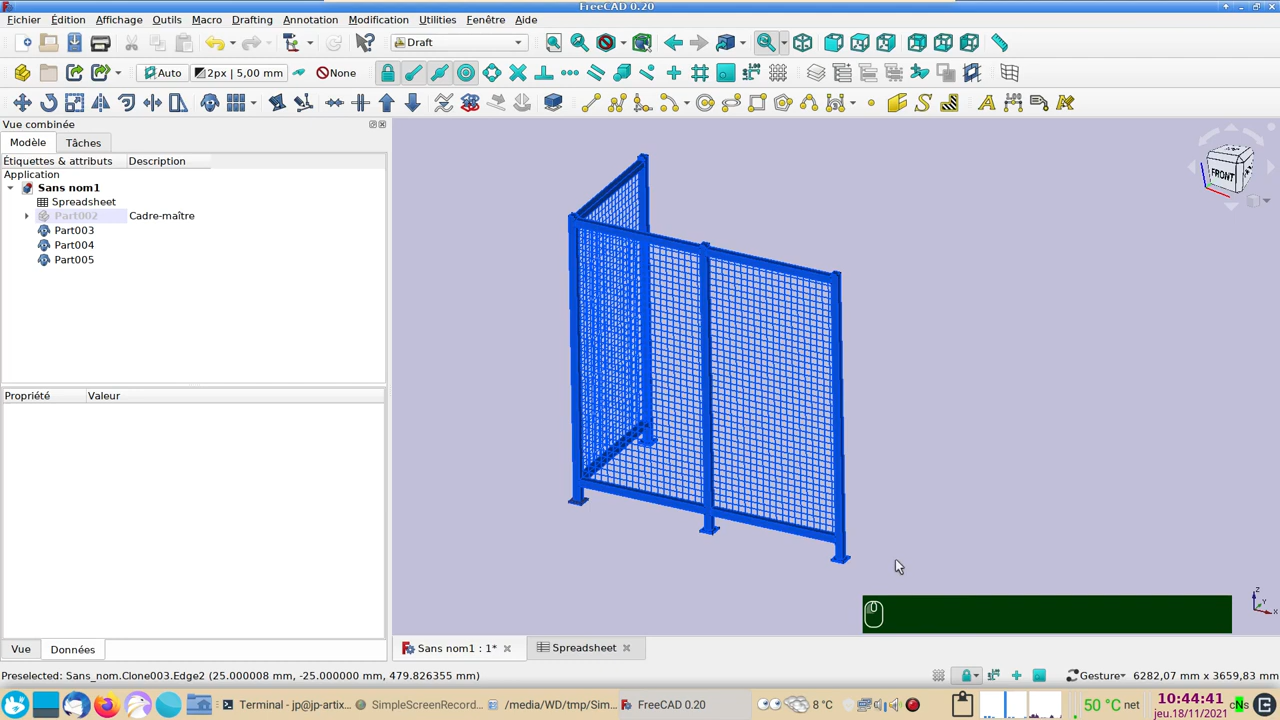 FreeCAD 0.20
Fichier Édition Affichage Outils Macro Drafting Annotation Modification Utilities Fenêtre Aide
Draft
Auto 2px | 5,00 mm None
Vue combinée
Modèle Tâches
Étiquettes & attributs Description
Application
Sans nom1
Spreadsheet
Part002 Cadre-maître
Part003
Part004
Part005
FRONT
Propriété Valeur
Z
Y
X
Vue Données
Sans nom1 : 1* Spreadsheet
Preselected: Sans_nom.Clone003.Edge2 (25.000000 mm, -25.000000 mm, 479.826355 mm) Gesture 6282,07 mm x 3659,83 mm
Terminal - jp@jp-artix... SimpleScreenRecord... /media/WD/tmp/Sim... FreeCAD 0.20 8 °C 50 °C net 10:44:41 cNs
jeu.18/11/2021